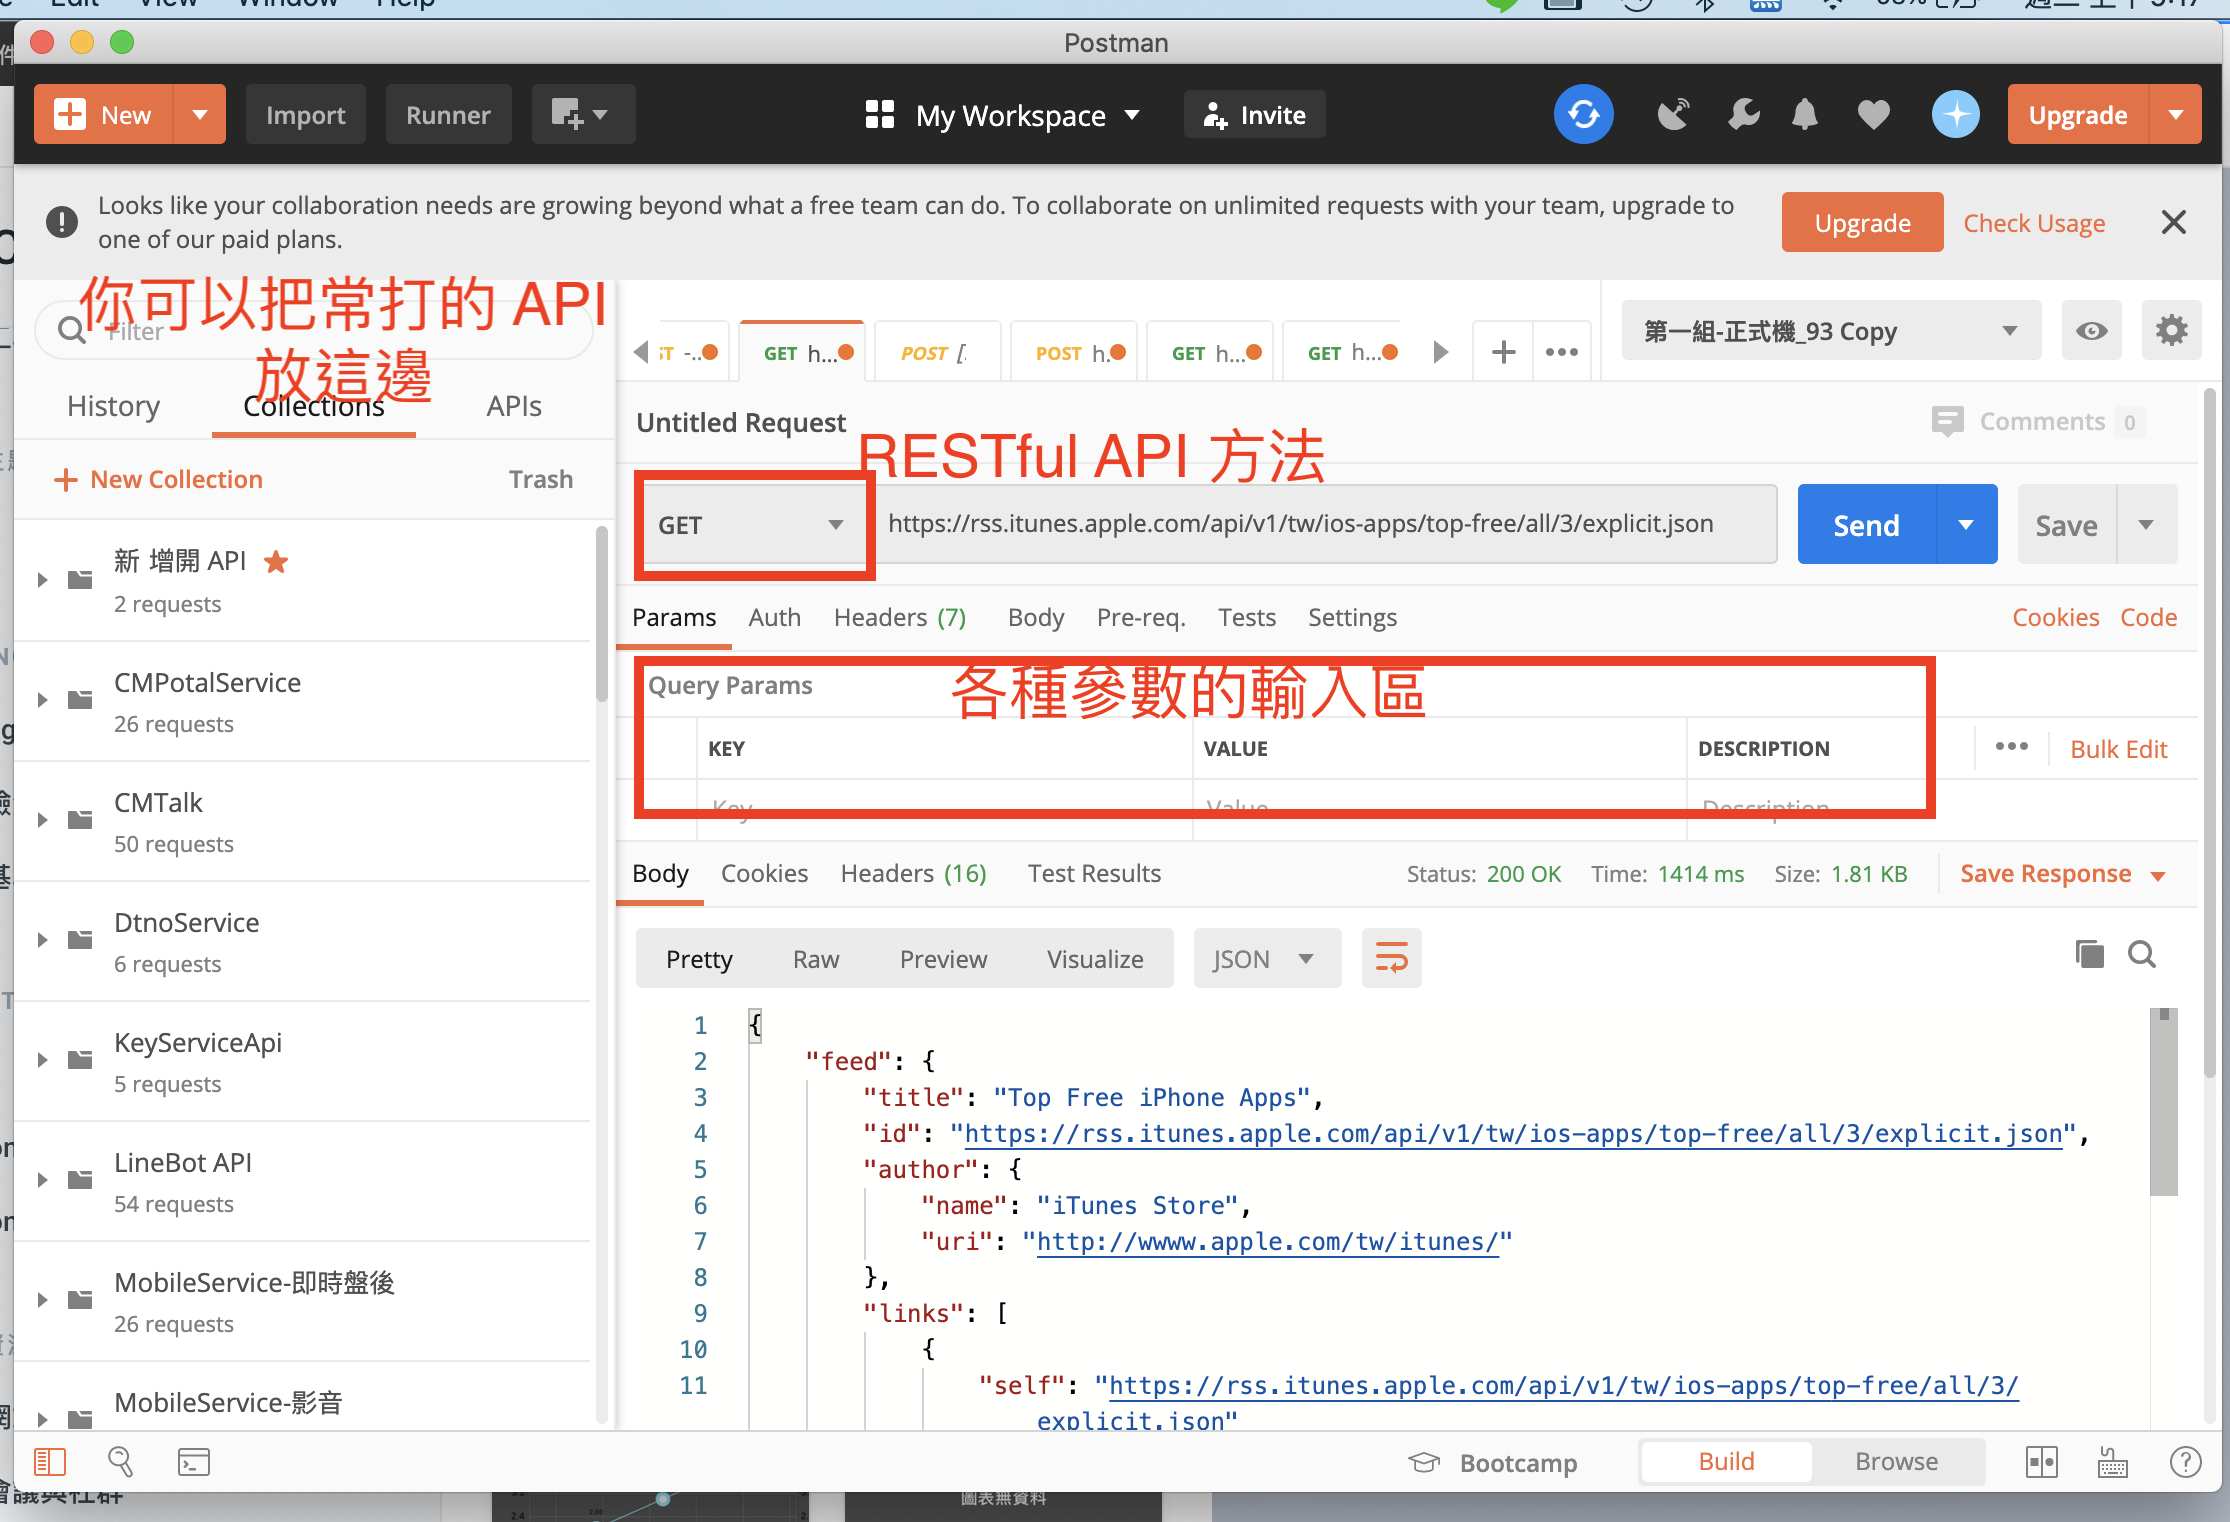 Edit View Window Help
Postman
New
Import
Runner
My Workspace
Invite
Upgrade
Looks like your collaboration needs are growing beyond what a free team can do. To collaborate on unlimited requests with your team, upgrade to
one of our paid plans.
Upgrade
Check Usage
你可以把常打的 API
放這邊
Filter
History
Collections
APIs
New Collection
Trash
新 增開 API
2 requests
CMPotalService
26 requests
CMTalk
50 requests
DtnoService
6 requests
KeyServiceApi
5 requests
LineBot API
54 requests
MobileService-即時盤後
26 requests
MobileService-影音
GET h...
POST [
POST h...
GET h...
GET h...
第一組-正式機_93 Copy
Untitled Request
Comments 0
RESTful API 方法
GET
https://rss.itunes.apple.com/api/v1/tw/ios-apps/top-free/all/3/explicit.json
Send
Save
Params Auth Headers (7) Body Pre-req. Tests Settings
Cookies Code
Query Params
各種參數的輸入區
KEY VALUE DESCRIPTION
Bulk Edit
Key Value Description
Body Cookies Headers (16) Test Results
Status: 200 OK Time: 1414 ms Size: 1.81 KB
Save Response
Pretty Raw Preview Visualize
JSON
1 {
2 "feed": {
3 "title": "Top Free iPhone Apps",
4 "id": "https://rss.itunes.apple.com/api/v1/tw/ios-apps/top-free/all/3/explicit.json",
5 "author": {
6 "name": "iTunes Store",
7 "uri": "http://wwww.apple.com/tw/itunes/"
8 },
9 "links": [
10 {
11 "self": "https://rss.itunes.apple.com/api/v1/tw/ios-apps/top-free/all/3/
explicit.json"
Bootcamp
Build
Browse
圖表無資料
2.4